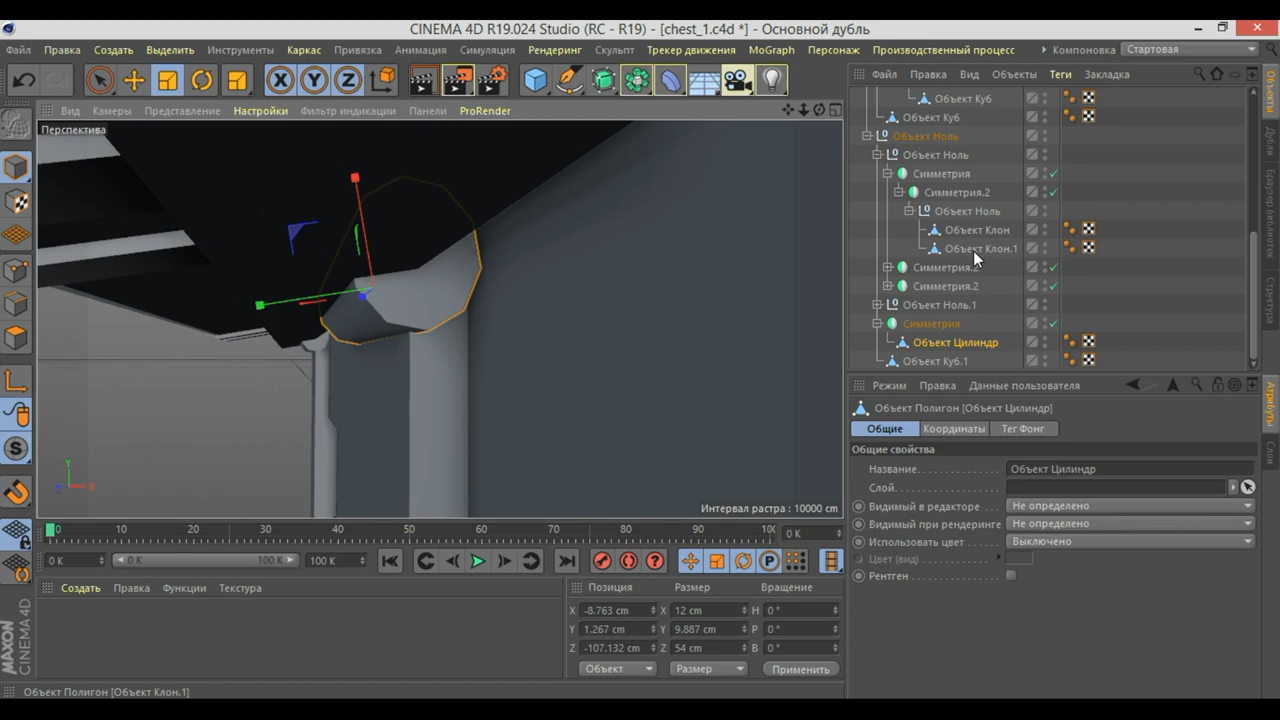 CINEMA 4D R19.024 Studio (RC - R19) - [chest_1.c4d *] - Основной дубль
Файл Правка Создать Выделить Инструменты Каркас Привязка Анимация Симуляция Рендеринг Скульпт Трекер движения MoGraph Персонаж Производственный процесс Компоновка Стартовая
X Y Z
Файл Правка Вид Объекты Теги Закладка
Вид Камеры Представление Настройки Фильтр индикации Панели ProRender
Перспектива
Объект Куб
Объект Куб
Объект Ноль
Объект Ноль
Симметрия
Симметрия.2
Объект Ноль
Объект Клон
Объект Клон.1
Симметрия.2
Симметрия.2
Объект Ноль.1
Симметрия
Объект Цилиндр
Объект Куб.1
Объекты
Дубли
Браузер библиотек
Структура
Атрибуты
Слои
Режим Правка Данные пользователя
Объект Полигон [Объект Цилиндр]
Общие Координаты Тег Фонг
Общие свойства
Название Объект Цилиндр
Слой
Видимый в редакторе Не определено
Видимый при рендеринге Не определено
Использовать цвет Выключено
Цвет (вид)
Рентген
Y
Z X
Интервал растра : 10000 cm
0 10 20 30 40 50 60 70 80 90 100 0 K
0 K 0 K 100 K 100 K
P
Создать Правка Функции Текстура
Позиция Размер Вращение
X -8.763 cm X 12 cm H 0 °
Y 1.267 cm Y 9.887 cm P 0 °
Z -107.132 cm Z 54 cm B 0 °
Объект Размер Применить
MAXON CINEMA 4D
Объект Полигон [Объект Клон.1]